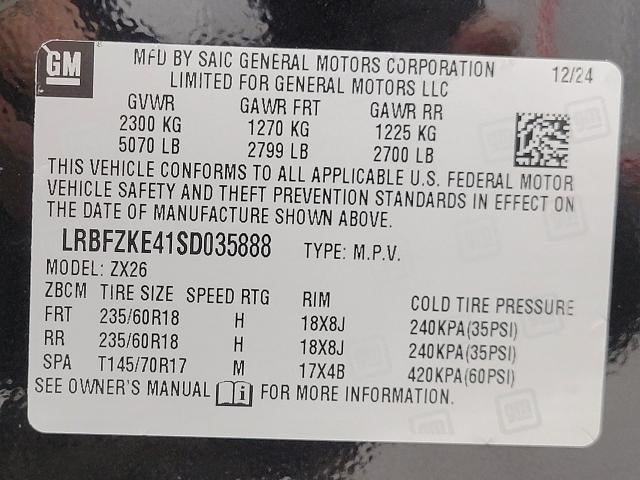 GM
MFD BY SAIC GENERAL MOTORS CORPORATION
LIMITED FOR GENERAL MOTORS LLC
12/24
GVWR GAWR FRT GAWR RR
2300 KG 1270 KG 1225 KG
5070 LB 2799 LB 2700 LB
THIS VEHICLE CONFORMS TO ALL APPLICABLE U.S. FEDERAL MOTOR
VEHICLE SAFETY AND THEFT PREVENTION STANDARDS IN EFFECT ON
THE DATE OF MANUFACTURE SHOWN ABOVE.
LRBFZKE41SD035888 TYPE: M.P.V.
MODEL: ZX26
ZBCM TIRE SIZE SPEED RTG RIM COLD TIRE PRESSURE
FRT 235/60R18 H 18X8J 240KPA(35PSI)
RR 235/60R18 H 18X8J 240KPA(35PSI)
SPA T145/70R17 M 17X4B 420KPA(60PSI)
SEE OWNER'S MANUAL i FOR MORE INFORMATION.